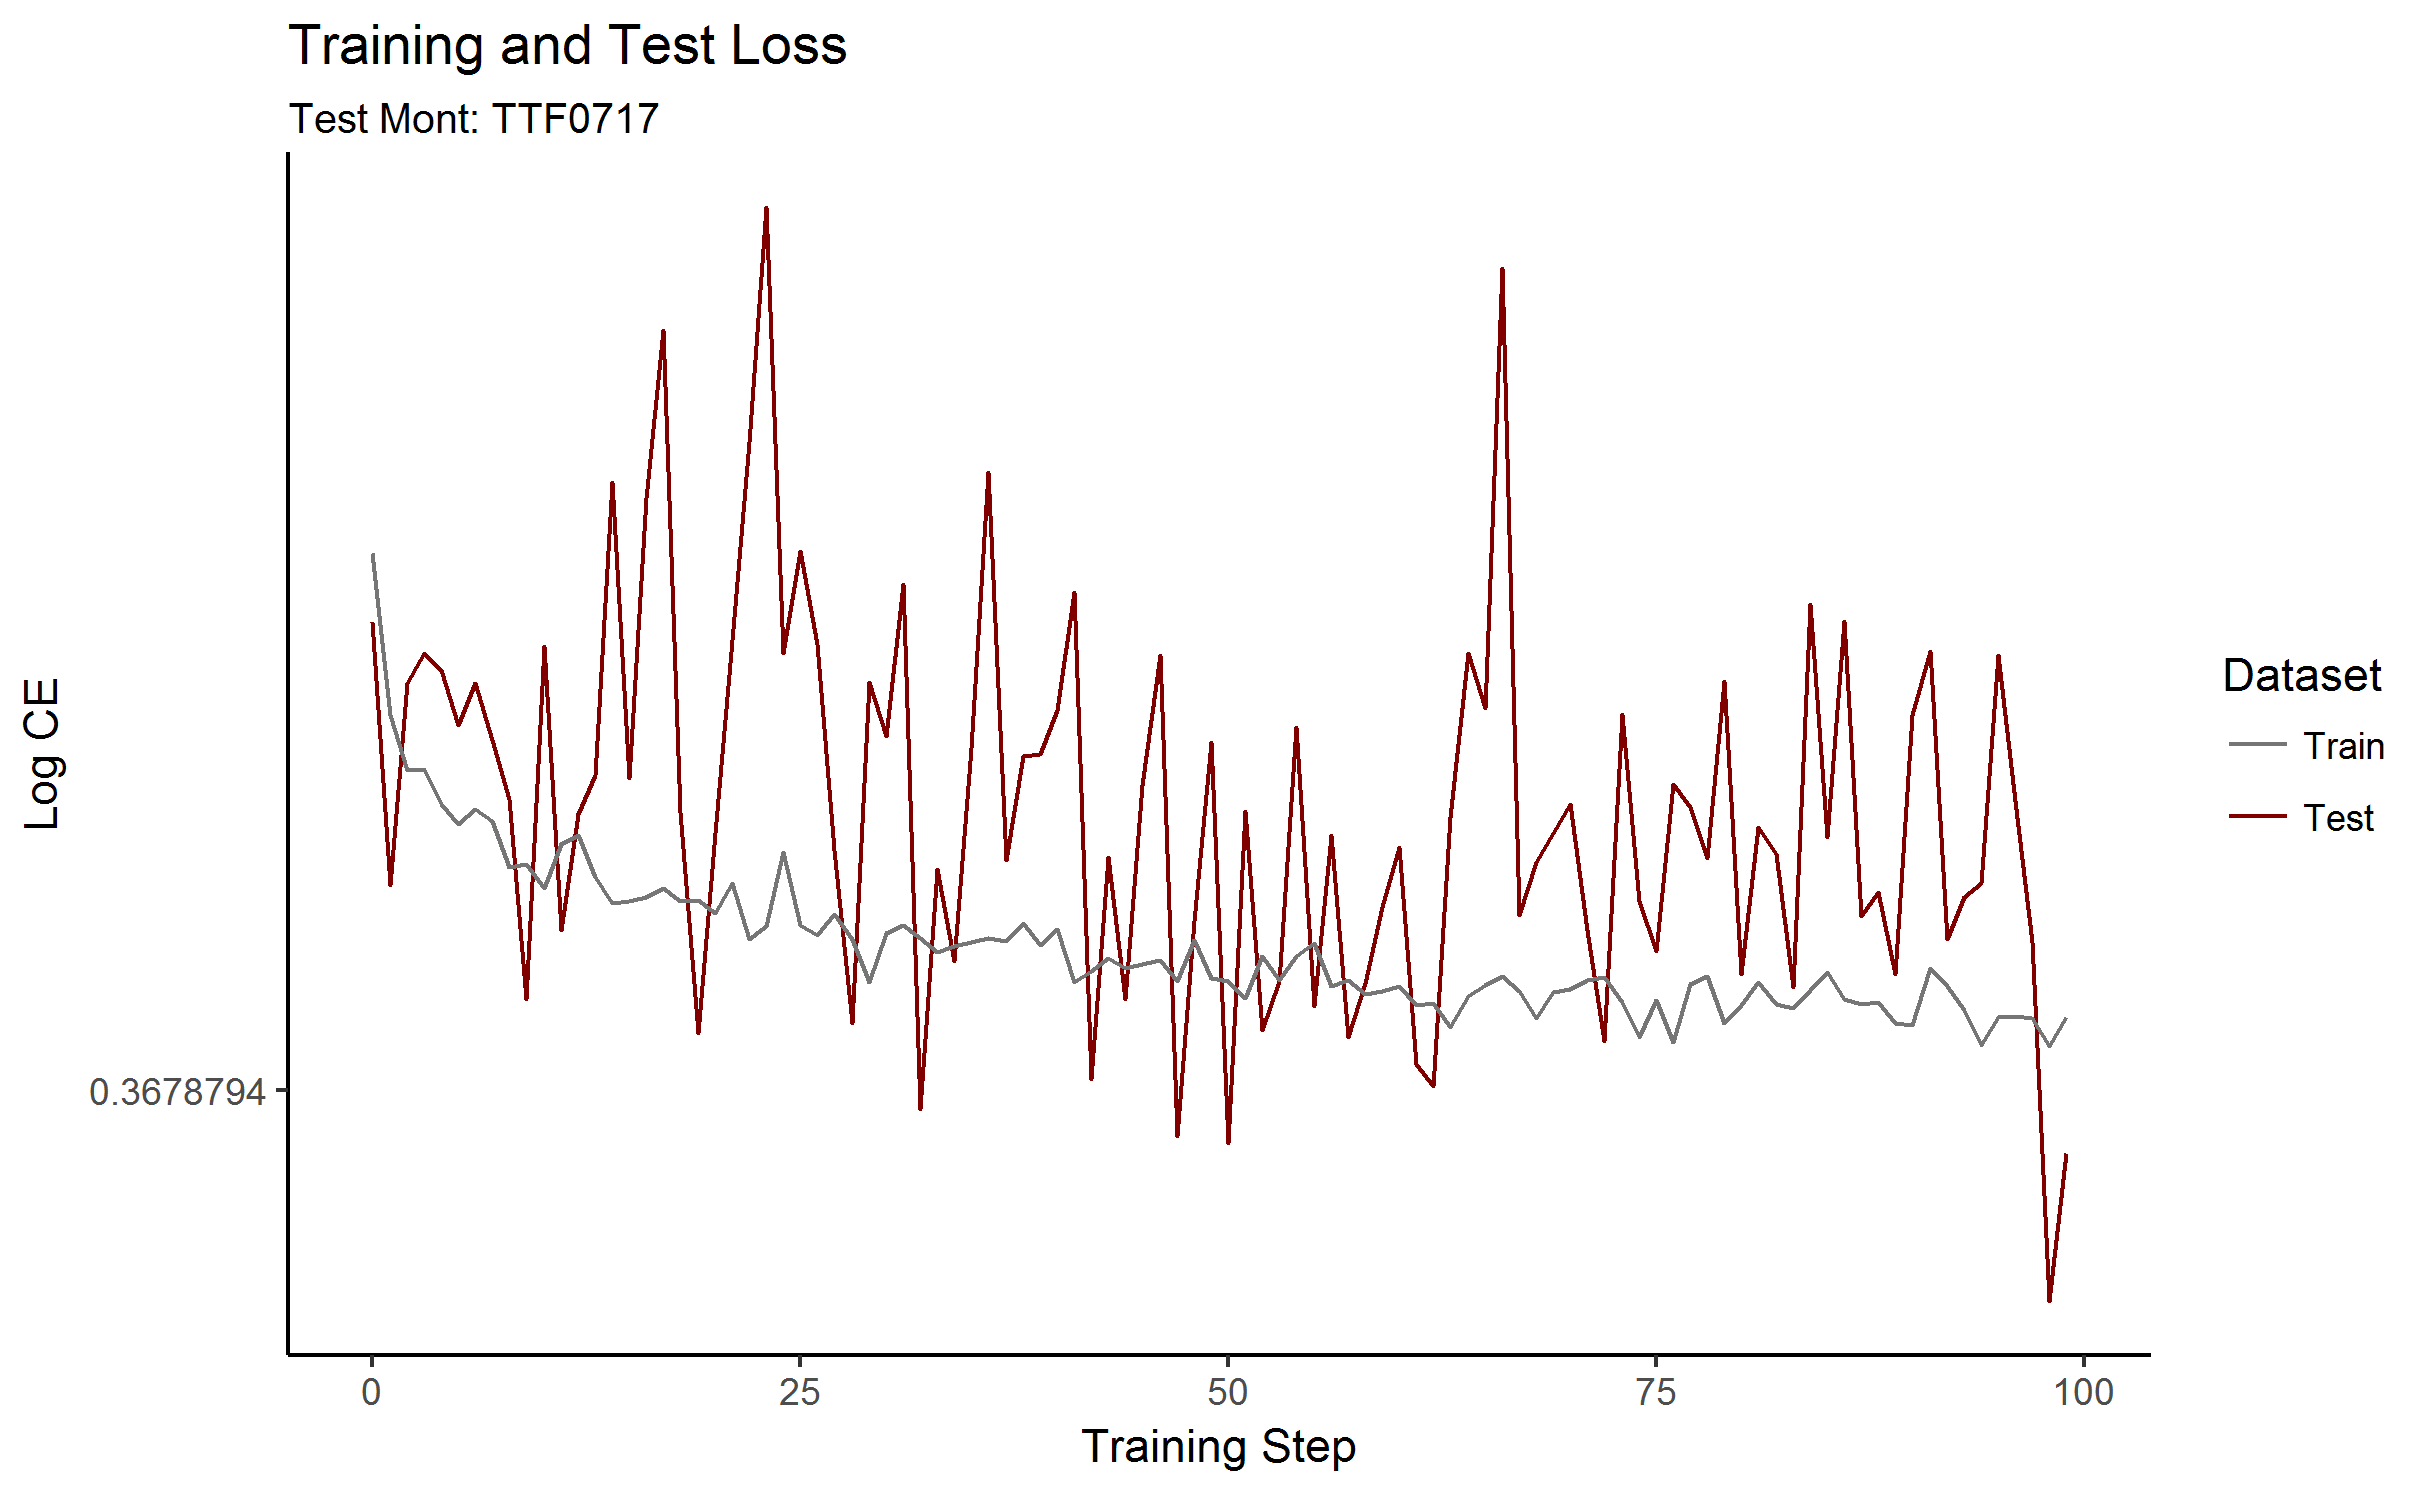 Training and Test Loss
Test Mont: TTF0717
Log CE
0.3678794
0 25 50 75 100
Training Step
Dataset
Train
Test